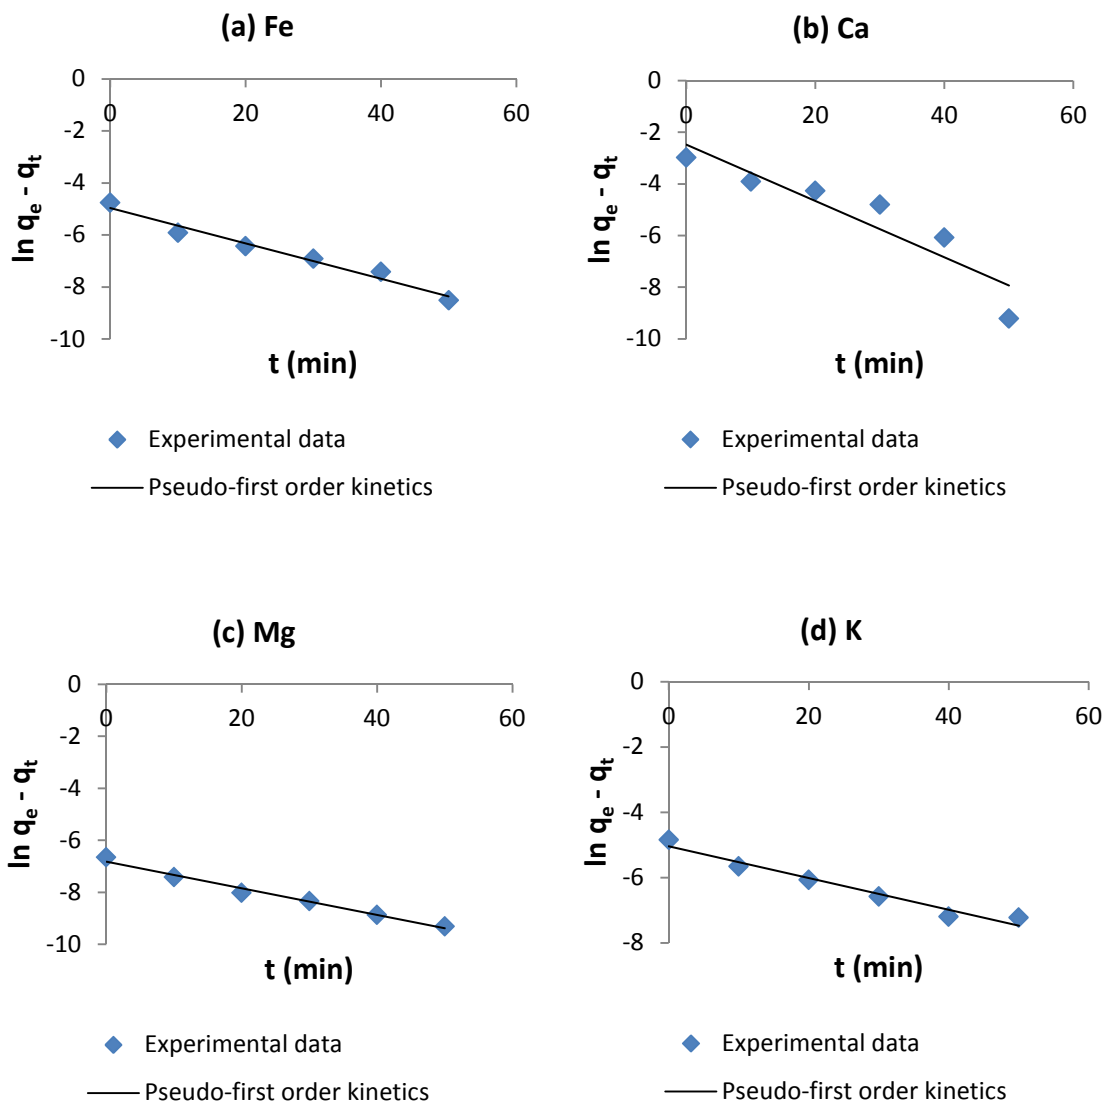 (a) Fe
0
0 20 40 60
-2
-4
-6
-8
-10
ln qe - qt
t (min)
Experimental data
Pseudo-first order kinetics
(b) Ca
0
0 20 40 60
-2
-4
-6
-8
-10
ln qe - qt
t (min)
Experimental data
Pseudo-first order kinetics
(c) Mg
0
0 20 40 60
-2
-4
-6
-8
-10
ln qe - qt
t (min)
Experimental data
Pseudo-first order kinetics
(d) K
0
0 20 40 60
-2
-4
-6
-8
ln qe - qt
t (min)
Experimental data
Pseudo-first order kinetics